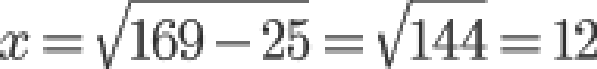 x = √169 − 25 = √144 = 12